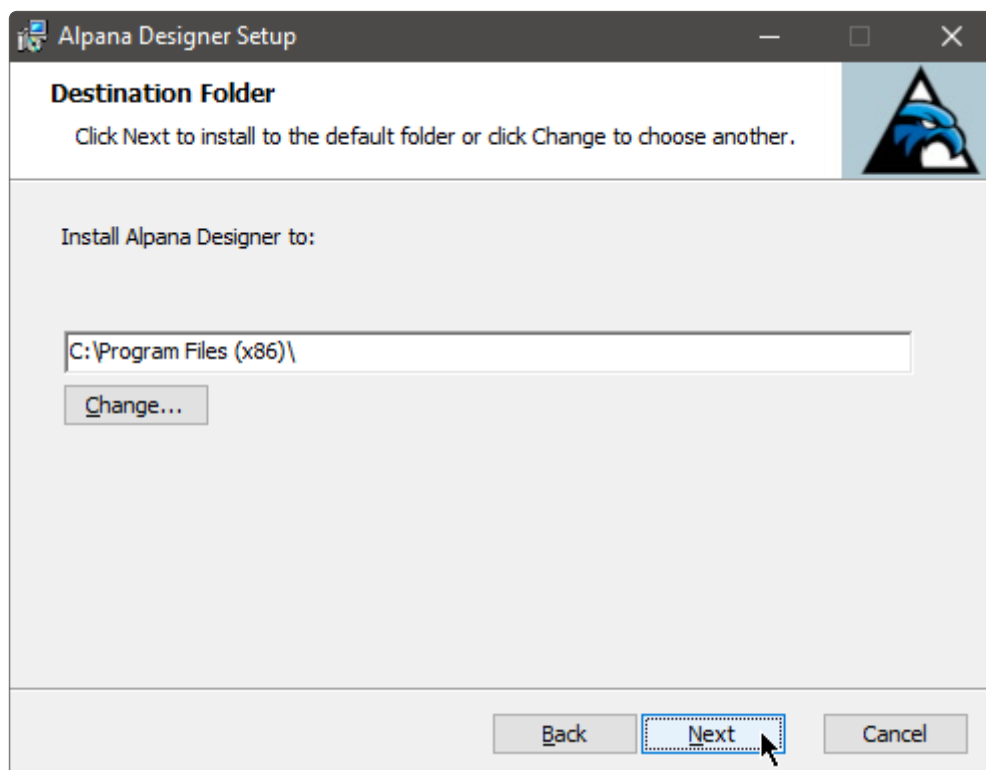 Alpana Designer Setup
Destination Folder
Click Next to install to the default folder or click Change to choose another.
Install Alpana Designer to:
C:\Program Files (x86)\
Change...
Back Next Cancel